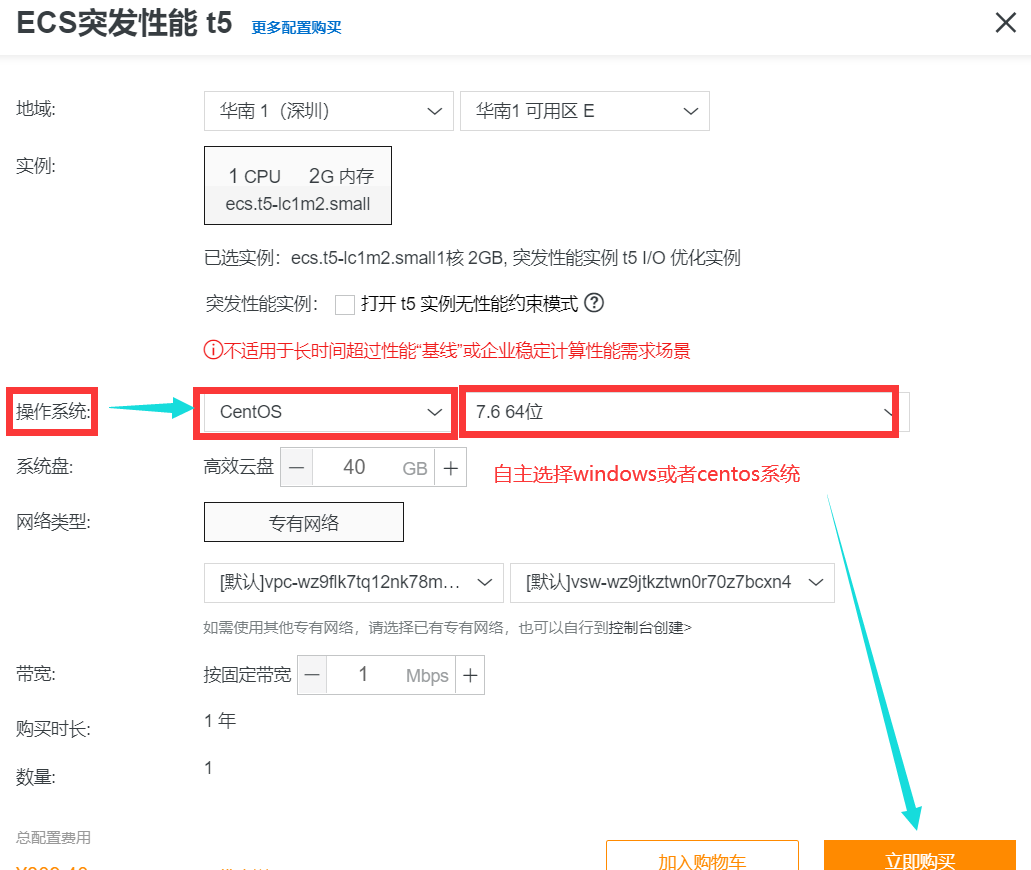 ECS突发性能 t5 更多配置购买
地域: 华南 1（深圳） 华南1 可用区 E
实例: 1 CPU 2G 内存
ecs.t5-lc1m2.small
已选实例：ecs.t5-lc1m2.small1核 2GB, 突发性能实例 t5 I/O 优化实例
突发性能实例： 打开 t5 实例无性能约束模式
不适用于长时间超过性能“基线”或企业稳定计算性能需求场景
操作系统: CentOS 7.6 64位
系统盘: 高效云盘 — 40 GB + 自主选择windows或者centos系统
网络类型: 专有网络
[默认]vpc-wz9flk7tq12nk78m... [默认]vsw-wz9jtkztwn0r70z7bcxn4
如需使用其他专有网络，请选择已有专有网络，也可以自行到控制台创建>
带宽: 按固定带宽 — 1 Mbps +
购买时长: 1 年
数量: 1
总配置费用
加入购物车 立即购买